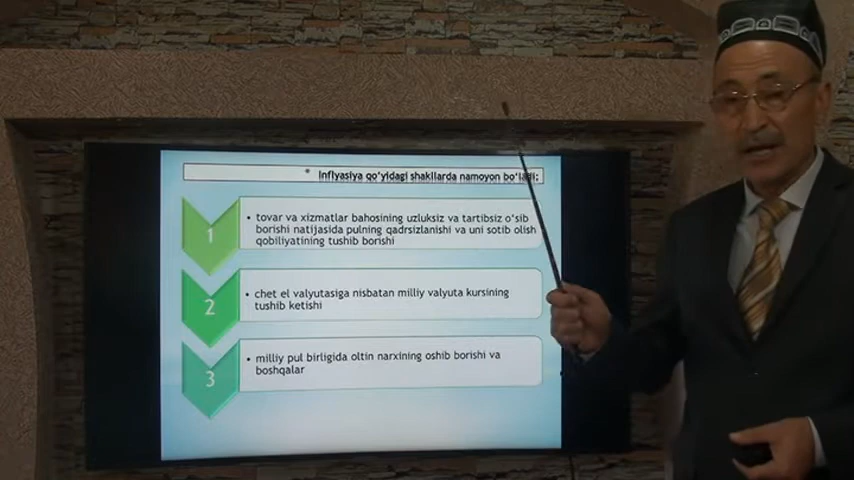 * Inflyasiya qo'yidagi shakllarda namoyon bo'ladi:
1
• tovar va xizmatlar bahosining uzluksiz va tartibsiz o'sib
borishi natijasida pulning qadrsizlanishi va uni sotib olish
qobiliyatining tushib borishi
2
• chet el valyutasiga nisbatan milliy valyuta kursining
tushib ketishi
3
• milliy pul birligida oltin narxining oshib borishi va
boshqalar